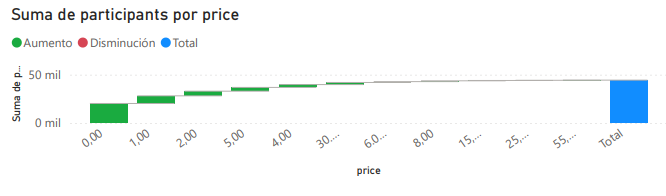 Suma de participants por price
Aumento Disminución Total
Suma de p...
50 mil
0 mil
0,00 1,00 2,00 5,00 4,00 30,... 6.0... 8,00 15,... 25,... 55,... Total
price